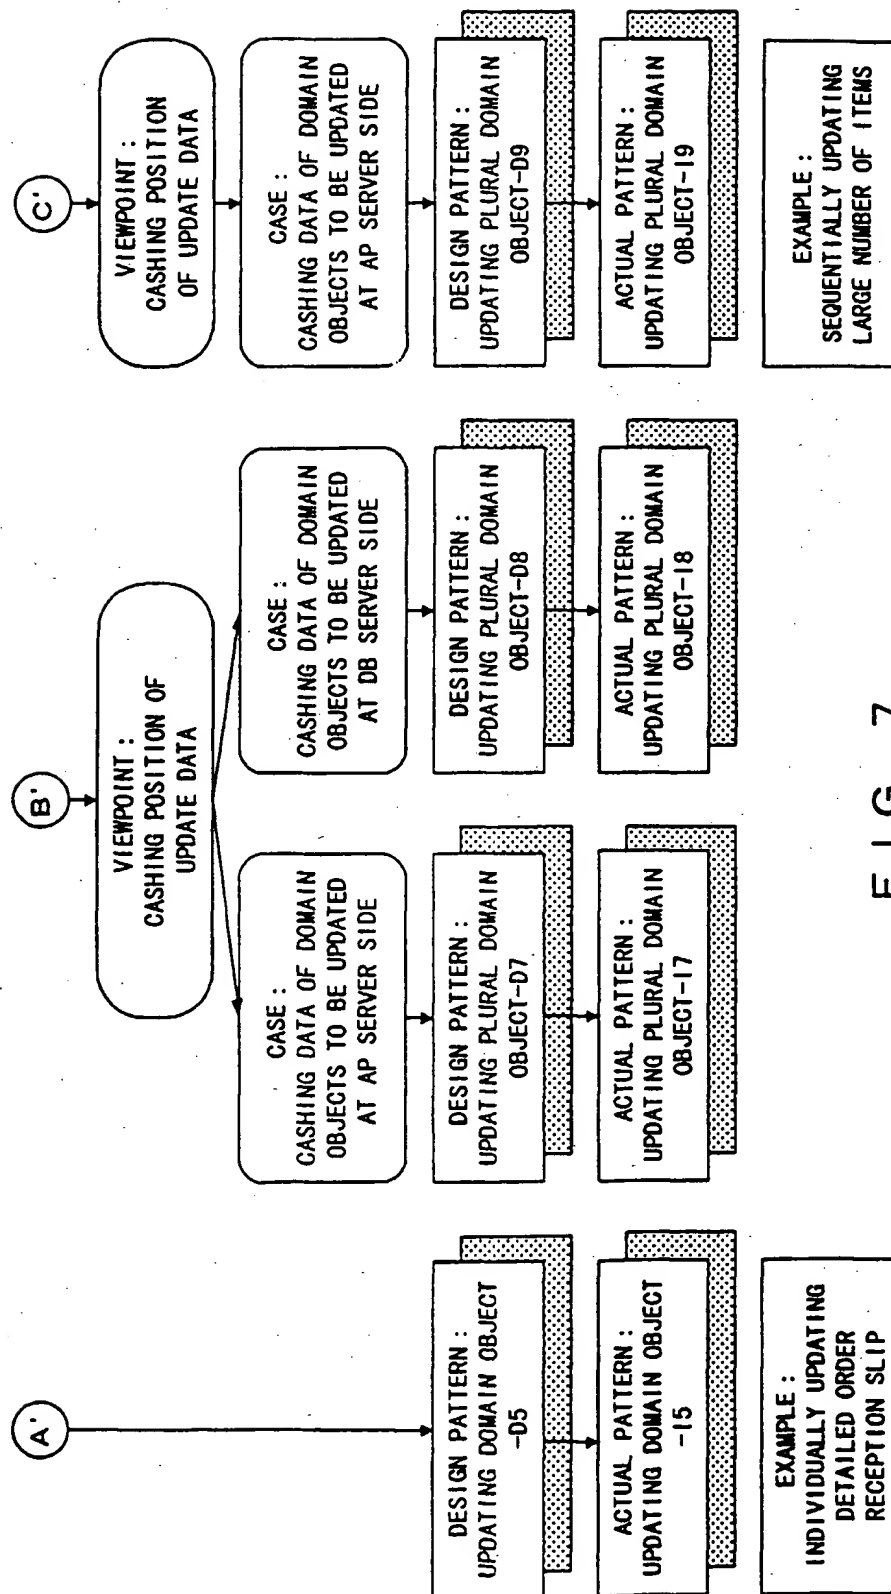 A'
DESIGN PATTERN :
UPDATING DOMAIN OBJECT
-D5
ACTUAL PATTERN :
UPDATING DOMAIN OBJECT
-I5
EXAMPLE :
INDIVIDUALLY UPDATING
DETAILED ORDER
RECEPTION SLIP
B'
VIEWPOINT :
CASHING POSITION OF
UPDATE DATA
CASE :
CASHING DATA OF DOMAIN
OBJECTS TO BE UPDATED
AT AP SERVER SIDE
DESIGN PATTERN :
UPDATING PLURAL DOMAIN
OBJECT-D7
ACTUAL PATTERN :
UPDATING PLURAL DOMAIN
OBJECT-I7
CASE :
CASHING DATA OF DOMAIN
OBJECTS TO BE UPDATED
AT DB SERVER SIDE
DESIGN PATTERN :
UPDATING PLURAL DOMAIN
OBJECT-D8
ACTUAL PATTERN :
UPDATING PLURAL DOMAIN
OBJECT-I8
C'
VIEWPOINT :
CASHING POSITION
OF UPDATE DATA
CASE :
CASHING DATA OF DOMAIN
OBJECTS TO BE UPDATED
AT AP SERVER SIDE
DESIGN PATTERN :
UPDATING PLURAL DOMAIN
OBJECT-D9
ACTUAL PATTERN :
UPDATING PLURAL DOMAIN
OBJECT-I9
EXAMPLE :
SEQUENTIALLY UPDATING
LARGE NUMBER OF ITEMS
FIG. 7